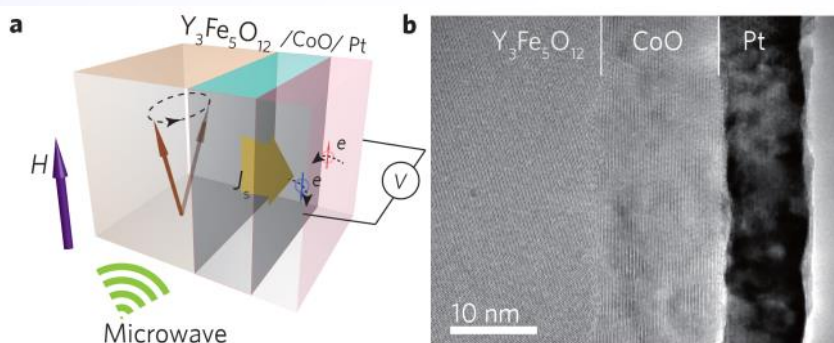 a
Y₃Fe₅O₁₂ /CoO/ Pt
H
Jₛ
e
e
V
Microwave
b
Y₃Fe₅O₁₂ CoO Pt
10 nm